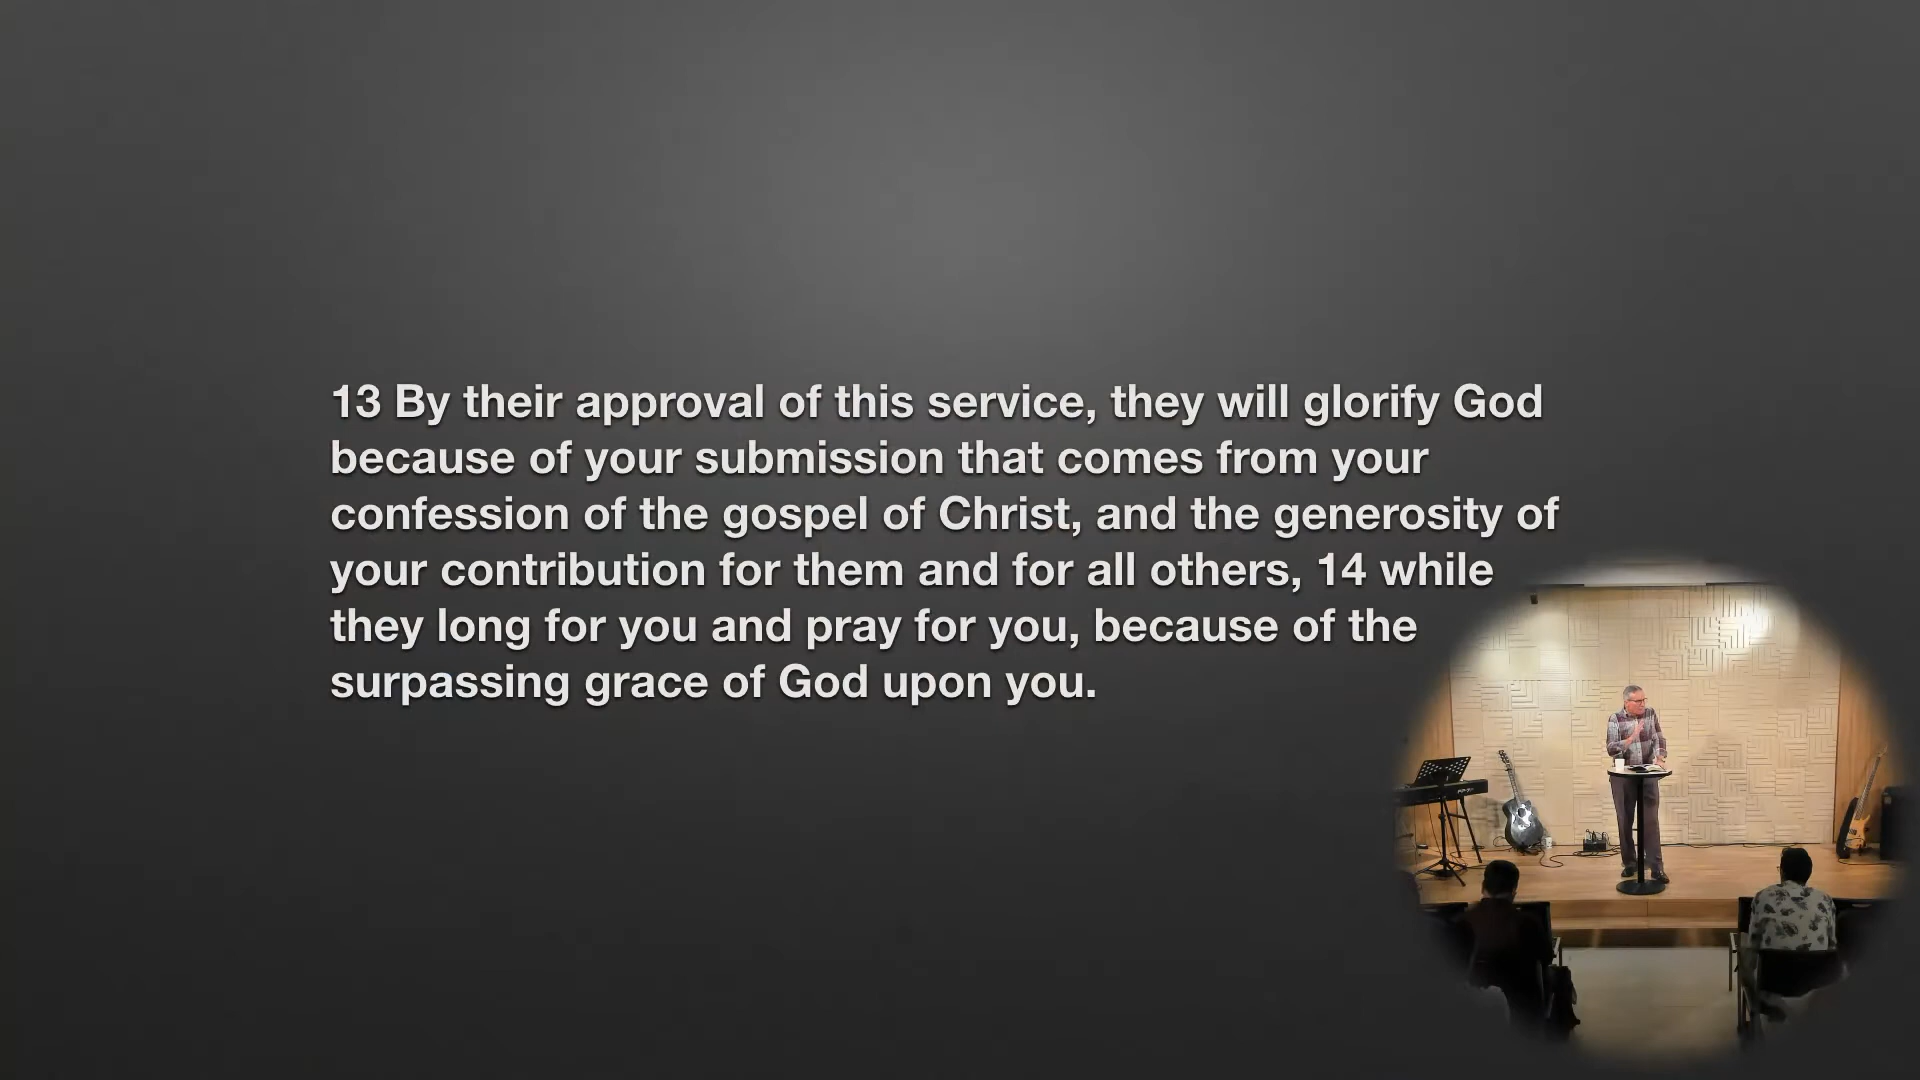 13 By their approval of this service, they will glorify God
because of your submission that comes from your
confession of the gospel of Christ, and the generosity of
your contribution for them and for all others, 14 while
they long for you and pray for you, because of the
surpassing grace of God upon you.